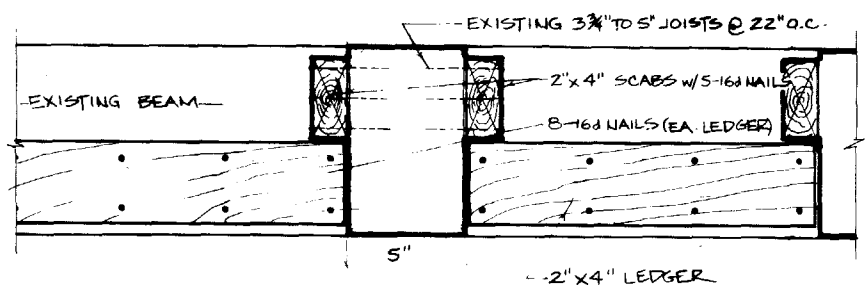 EXISTING 3¾" TO 5" JOISTS @ 22" O.C.
2"x4" SCABS w/5-16d NAILS
EXISTING BEAM
8-16d NAILS (EA. LEDGER)
5"
2"x4" LEDGER